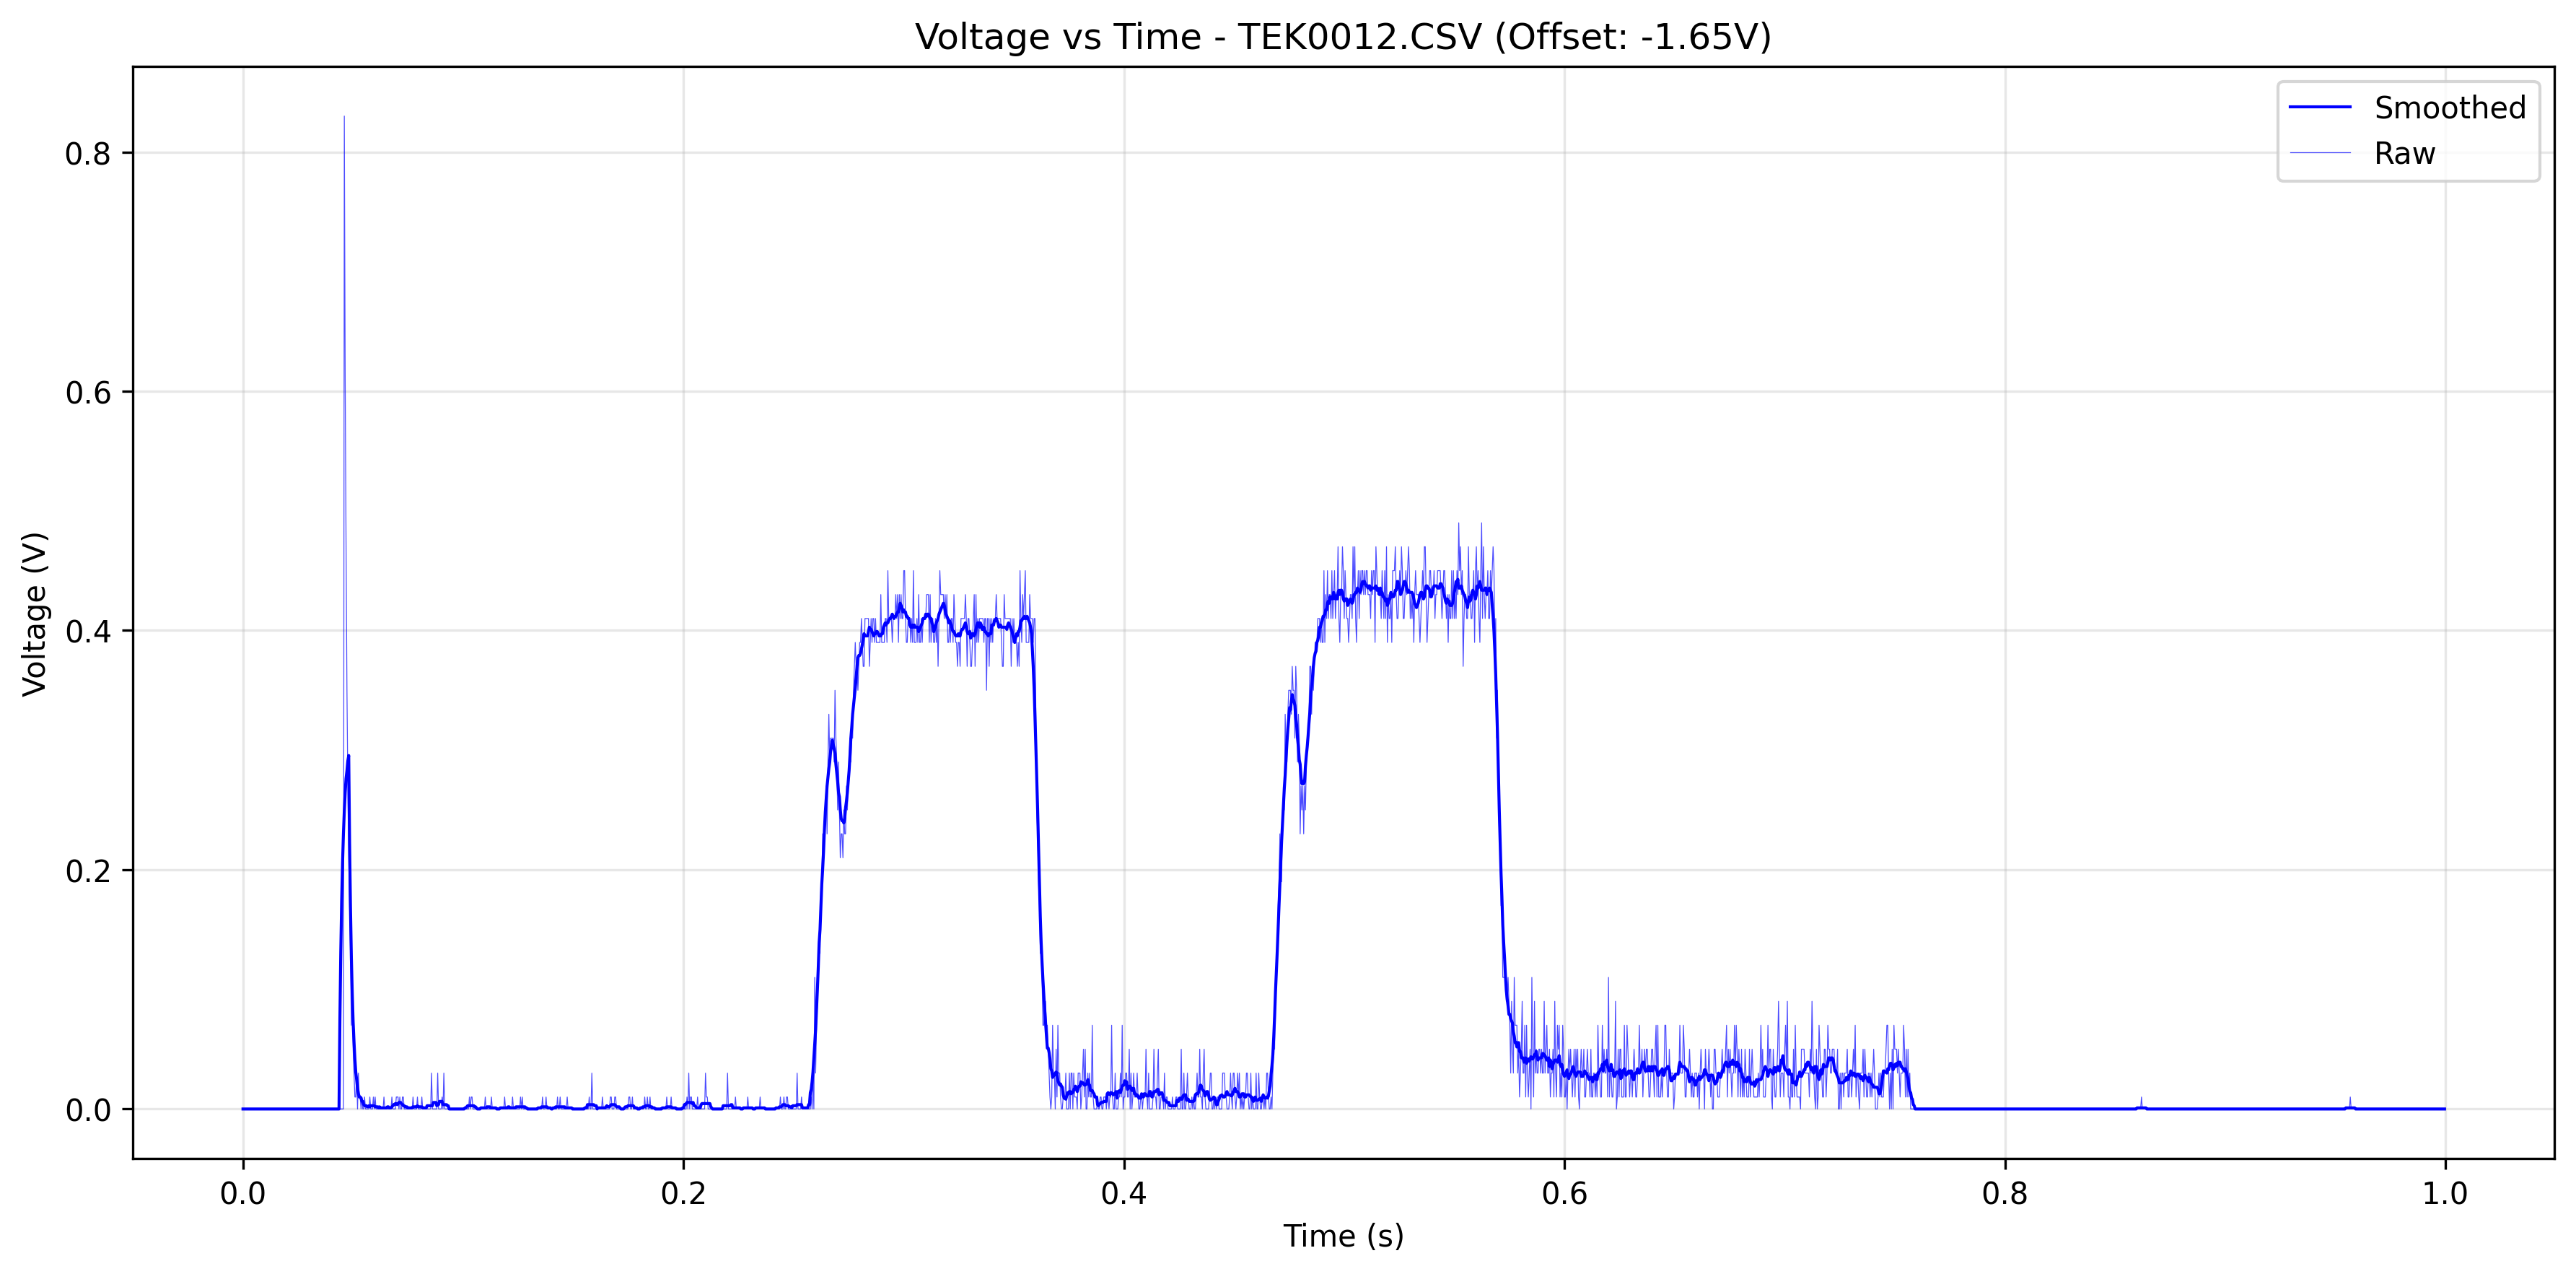 Voltage vs Time - TEK0012.CSV (Offset: -1.65V)
Smoothed
Raw
Voltage (V)
0.8
0.6
0.4
0.2
0.0
0.0 0.2 0.4 0.6 0.8 1.0
Time (s)